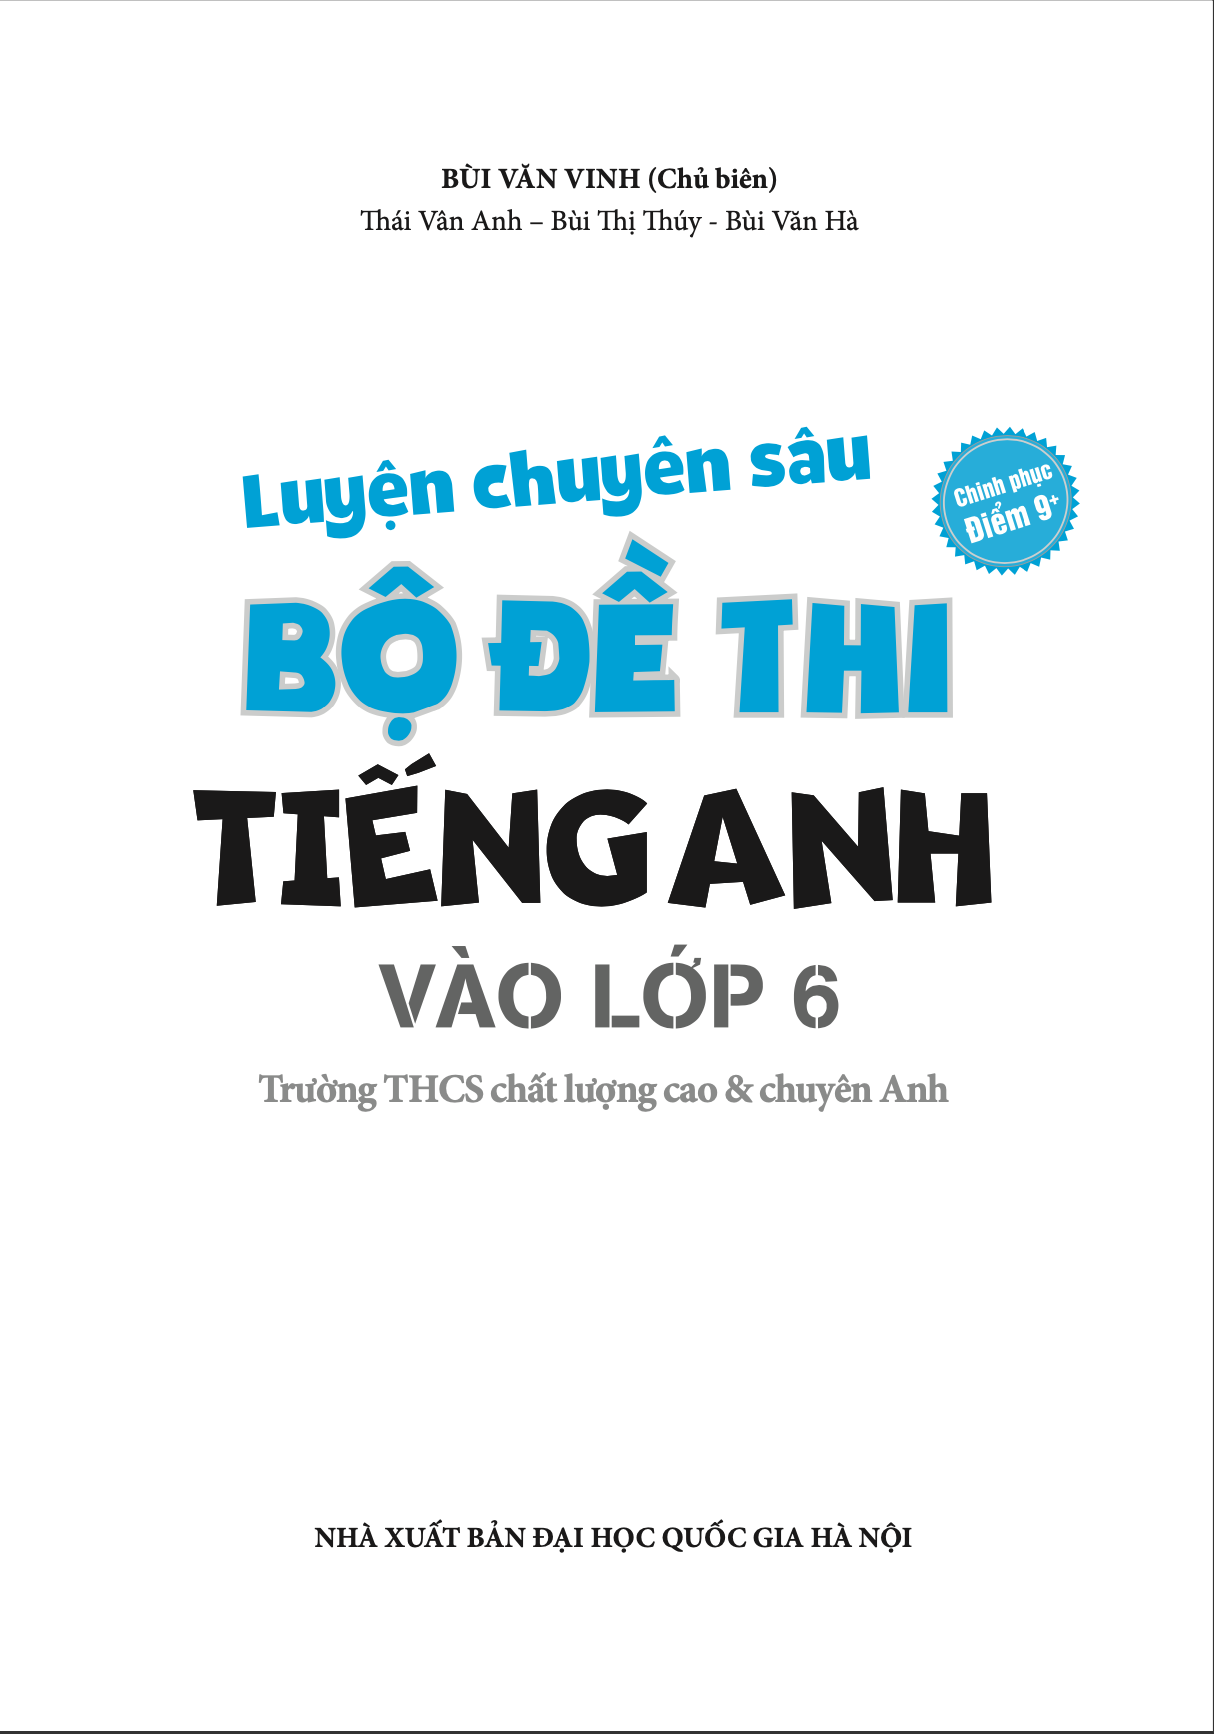 BÙI VĂN VINH (Chủ biên)
Thái Vân Anh – Bùi Thị Thúy - Bùi Văn Hà
Luyện chuyên sâu
Chinh phục
Điểm 9+
BỘ ĐỀ THI
TIẾNG ANH
VÀO LỚP 6
Trường THCS chất lượng cao & chuyên Anh
NHÀ XUẤT BẢN ĐẠI HỌC QUỐC GIA HÀ NỘI